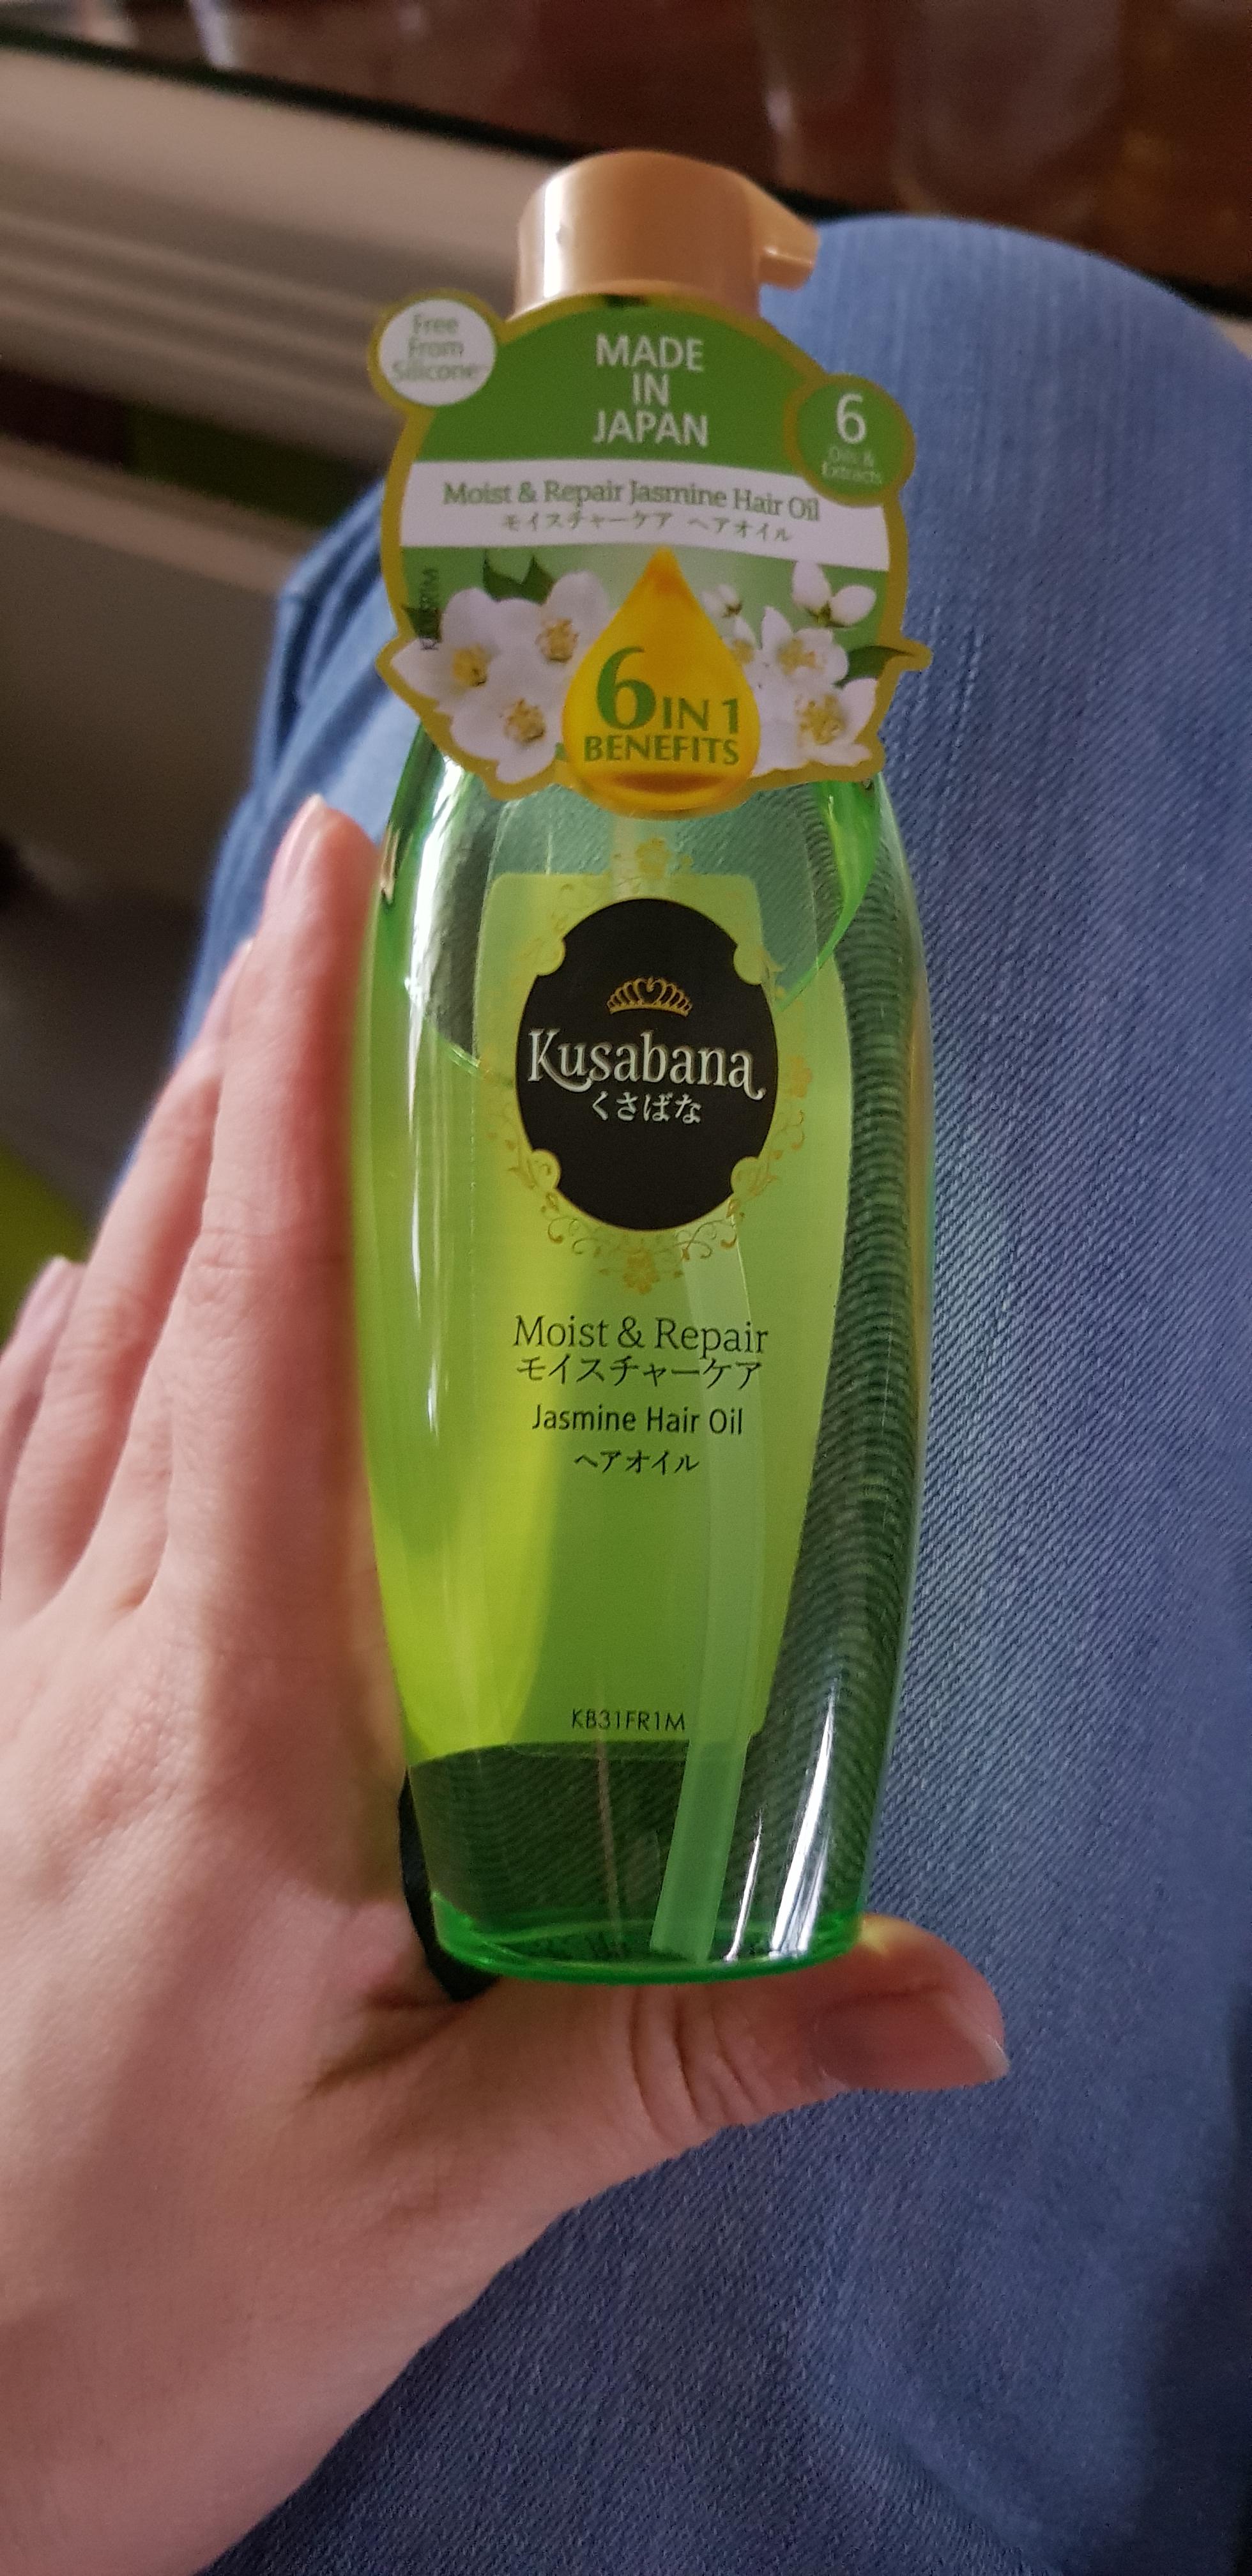 Free
From
Silicone
MADE
IN
JAPAN
6
Oils &
Extracts
Moist & Repair Jasmine Hair Oil
モイスチャーケア ヘアオイル
6 IN 1
BENEFITS
Kusabana
くさばな
Moist & Repair
モイスチャーケア
Jasmine Hair Oil
ヘアオイル
KB31FR1M